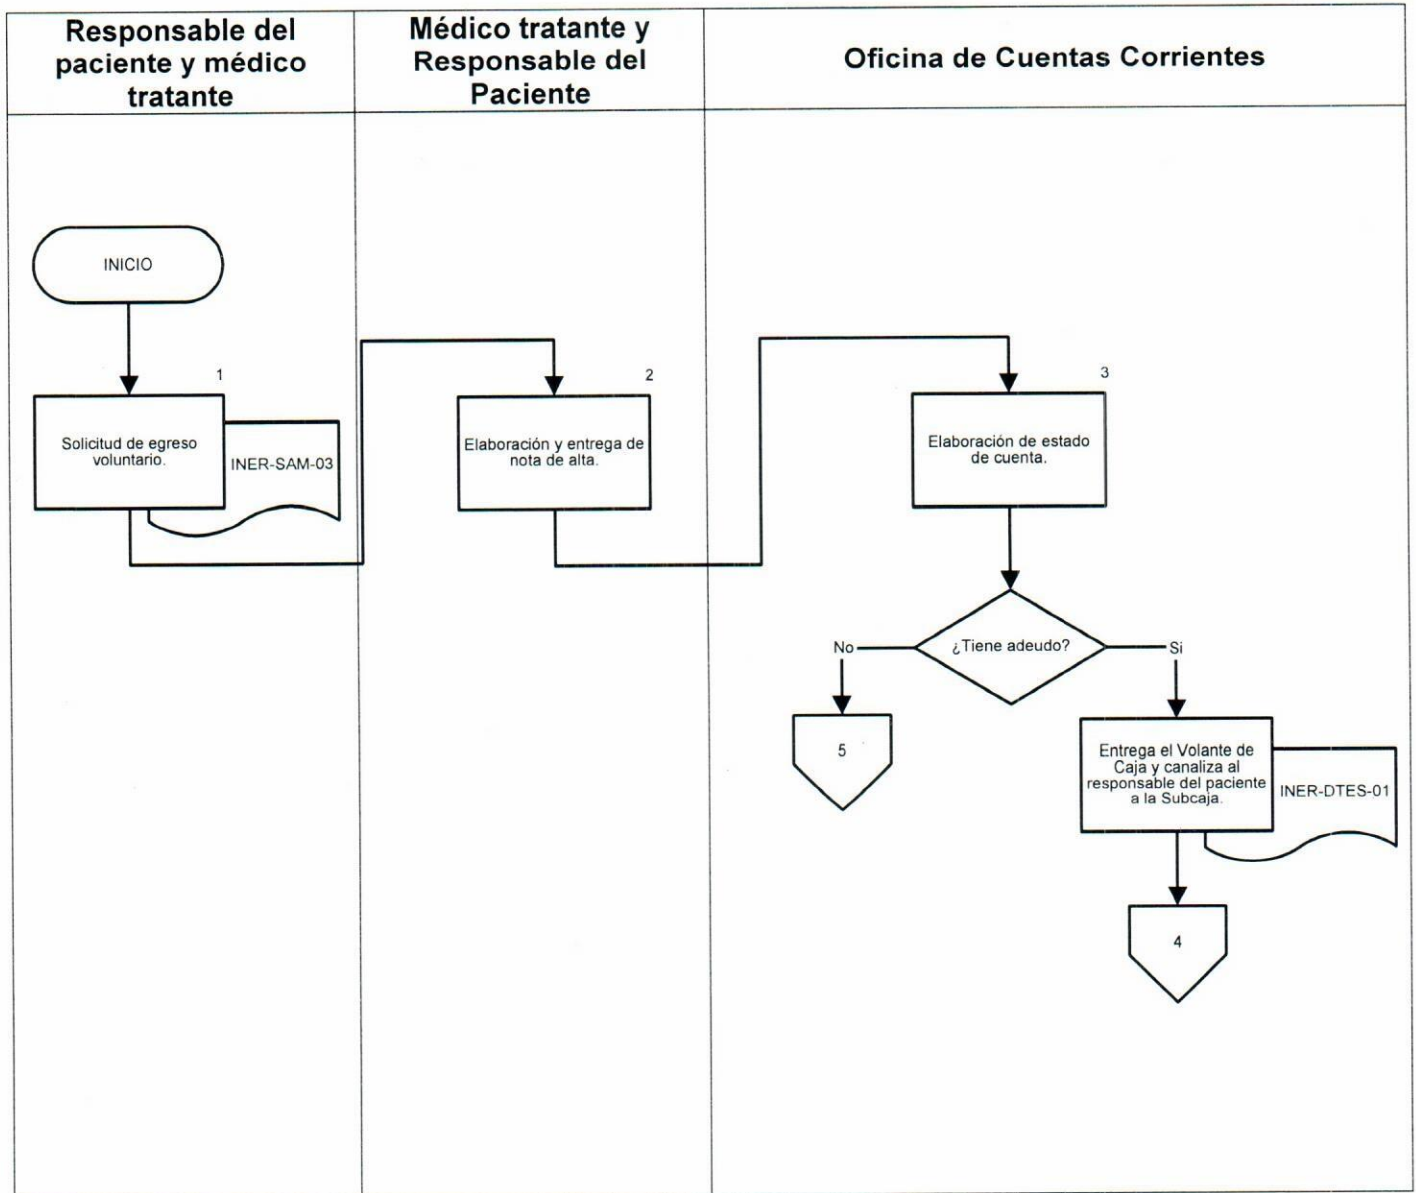 Responsable del
paciente y médico
tratante
Médico tratante y
Responsable del
Paciente
Oficina de Cuentas Corrientes
INICIO
1
Solicitud de egreso
voluntario.
INER-SAM-03
2
Elaboración y entrega de
nota de alta.
3
Elaboración de estado
de cuenta.
¿Tiene adeudo?
No
Si
5
Entrega el Volante de
Caja y canaliza al
responsable del paciente
a la Subcaja.
INER-DTES-01
4